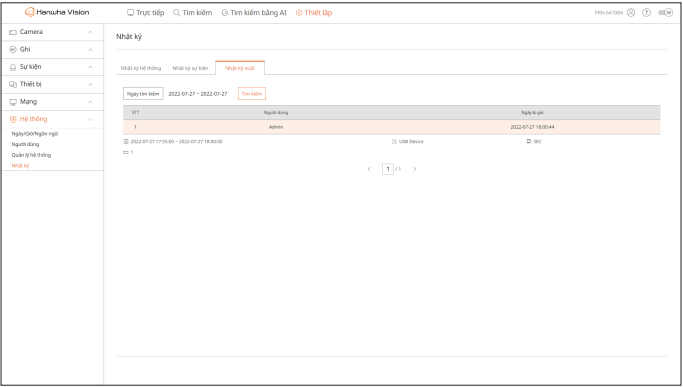 Hanwha Vision
Trực tiếp Tìm kiếm Tìm kiếm bằng AI Thiết lập
PRN-6410B4
Camera
Ghi
Sự kiện
Thiết bị
Mạng
Hệ thống
Ngày/Giờ/Ngôn ngữ
Người dùng
Quản lý hệ thống
Nhật ký
Nhật ký
Nhật ký hệ thống Nhật ký sự kiện Nhật ký xuất
Ngày tìm kiếm 2022-07-27 ~ 2022-07-27 Tìm kiếm
STT Người dùng Ngày & giờ
1 Admin 2022-07-27 18:06:44
2022-07-27 17:55:00 ~ 2022-07-27 18:00:00 USB Device SEC
1
< 1 / 1 >